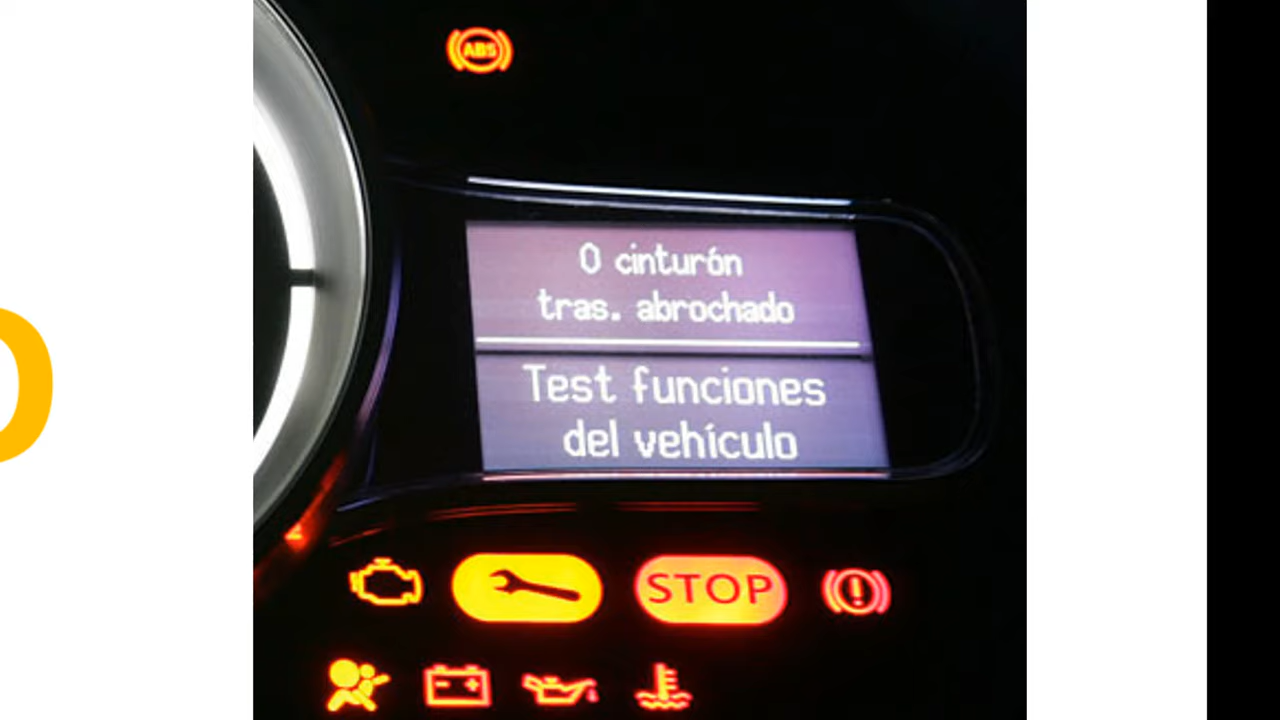 ABS
0 cinturón
tras. abrochado
Test funciones
del vehículo
STOP